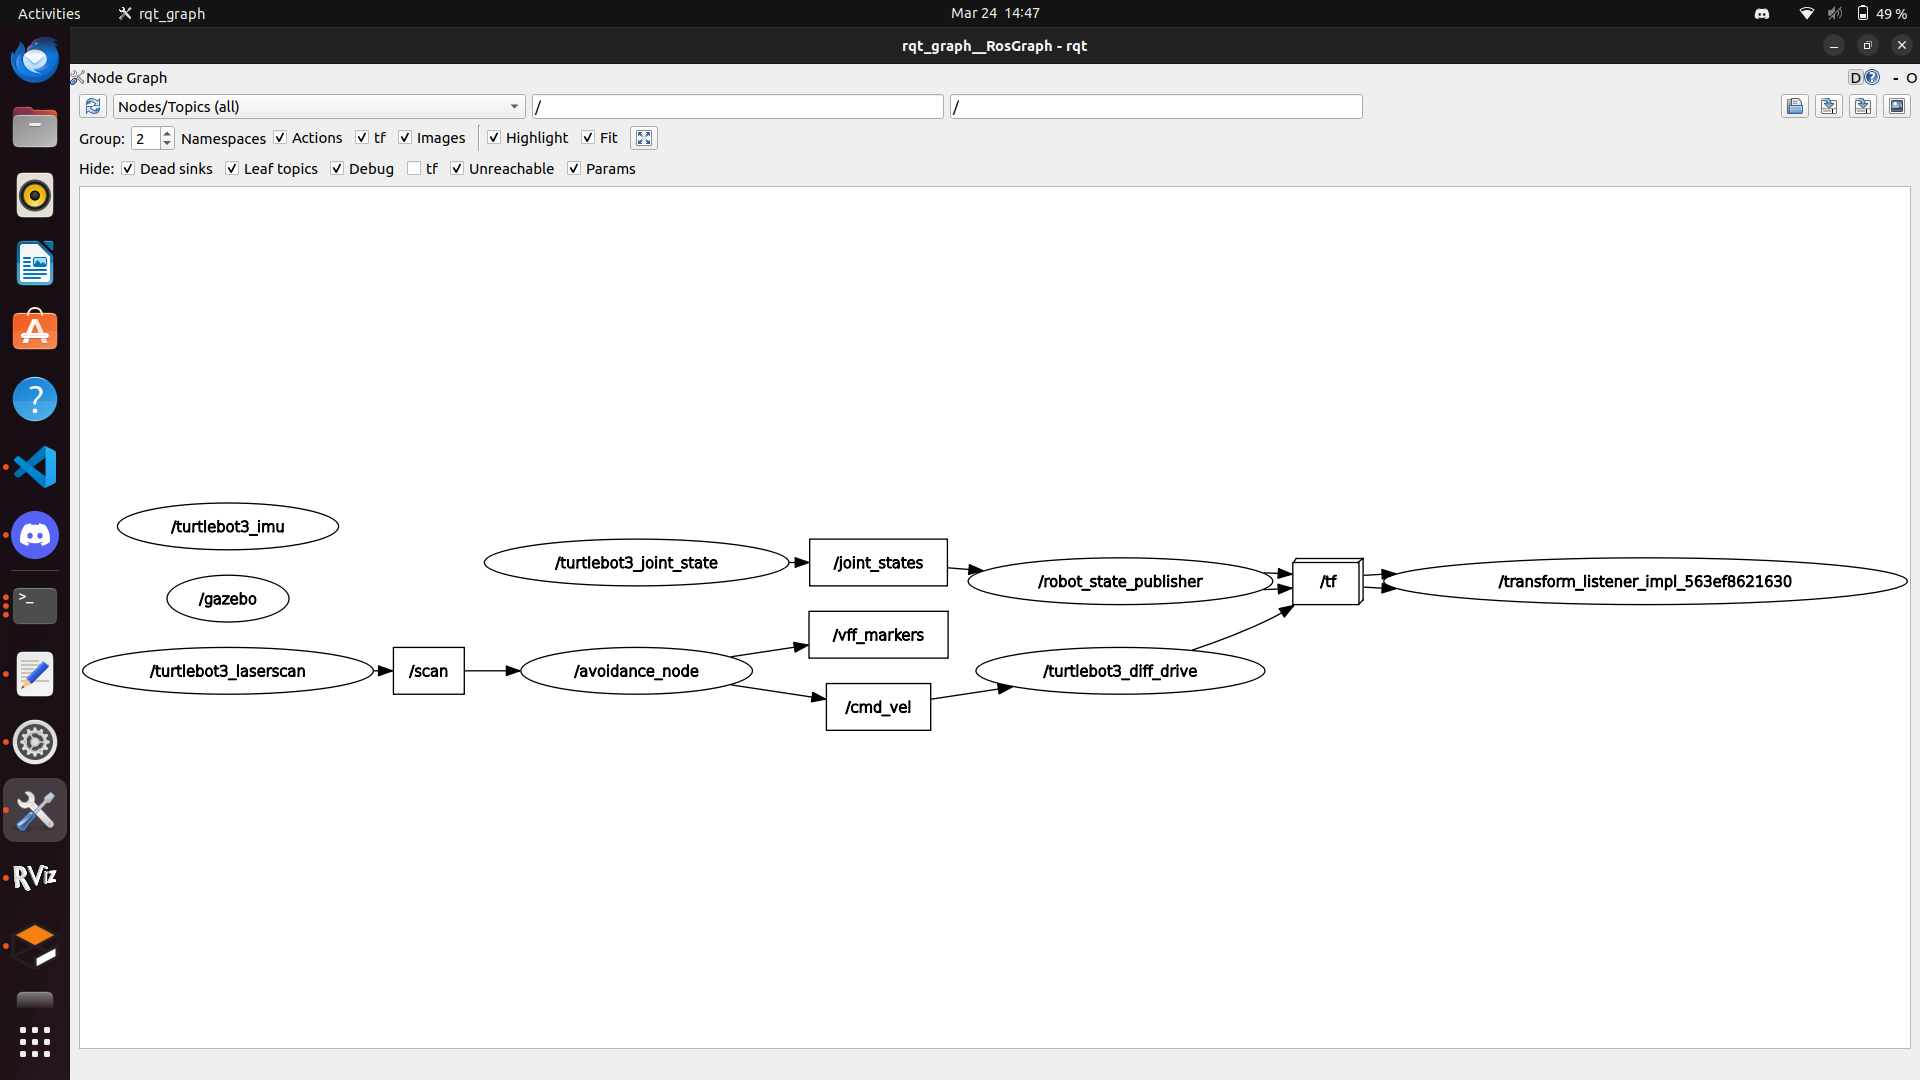 Activities rqt_graph Mar 24 14:47 49 %
rqt_graph__RosGraph - rqt
Node Graph D ? - O
Nodes/Topics (all) / /
Group: 2 Namespaces Actions tf Images Highlight Fit
Hide: Dead sinks Leaf topics Debug tf Unreachable Params
/turtlebot3_imu
/turtlebot3_joint_state /joint_states
/robot_state_publisher /tf /transform_listener_impl_563ef8621630
/gazebo
/vff_markers
/turtlebot3_laserscan /scan /avoidance_node /turtlebot3_diff_drive
/cmd_vel
?
>_
RViz